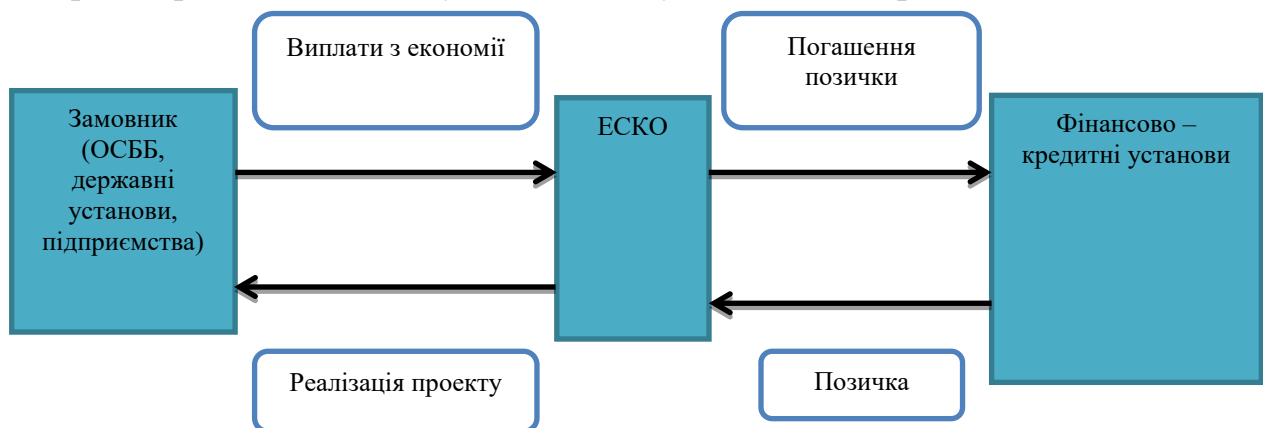 Виплати з економії
Погашення
позички
Замовник
(ОСББ,
державні
установи,
підприємства)
ЕСКО
Фінансово –
кредитні установи
Реалізація проекту
Позичка